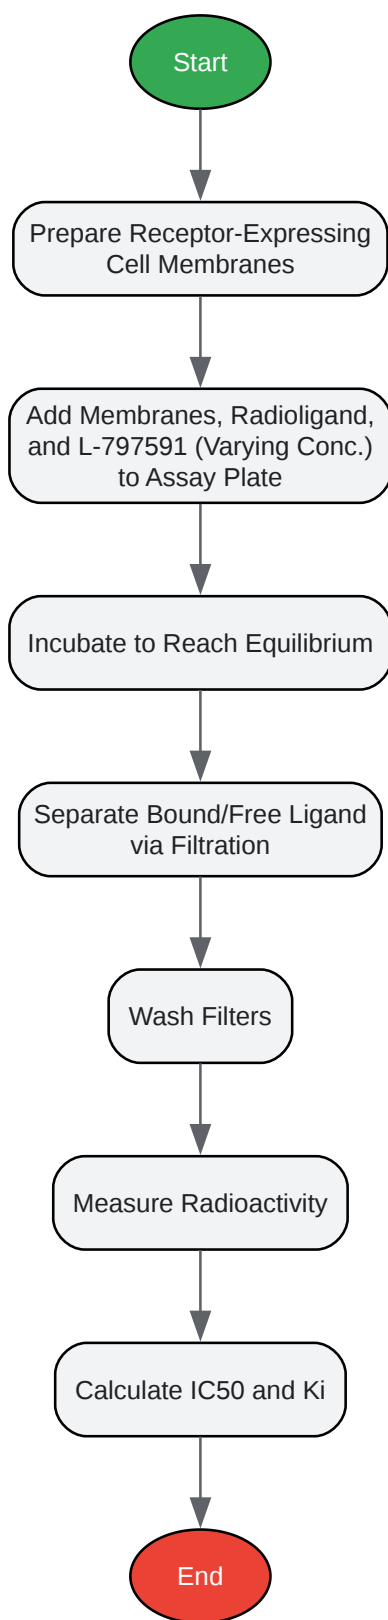 Start
Prepare Receptor-Expressing
Cell Membranes
Add Membranes, Radioligand,
and L-797591 (Varying Conc.)
to Assay Plate
Incubate to Reach Equilibrium
Separate Bound/Free Ligand
via Filtration
Wash Filters
Measure Radioactivity
Calculate IC50 and Ki
End